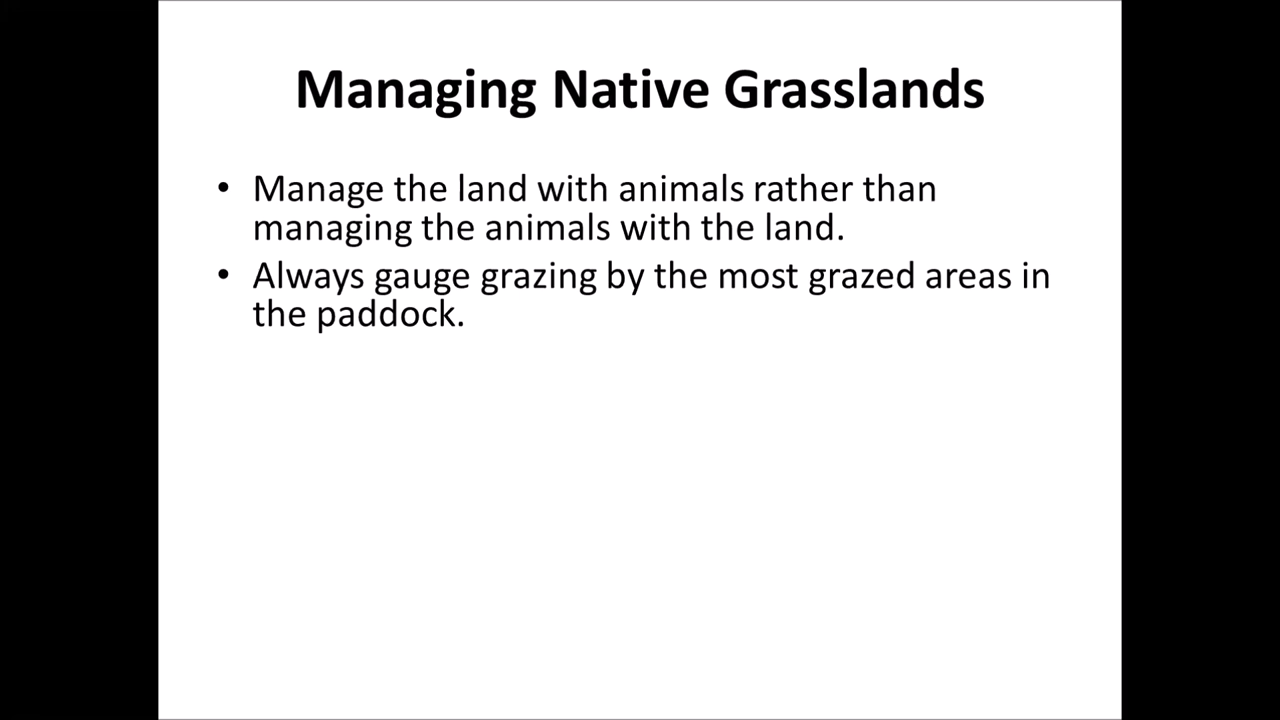 Managing Native Grasslands
• Manage the land with animals rather than
managing the animals with the land.
• Always gauge grazing by the most grazed areas in
the paddock.